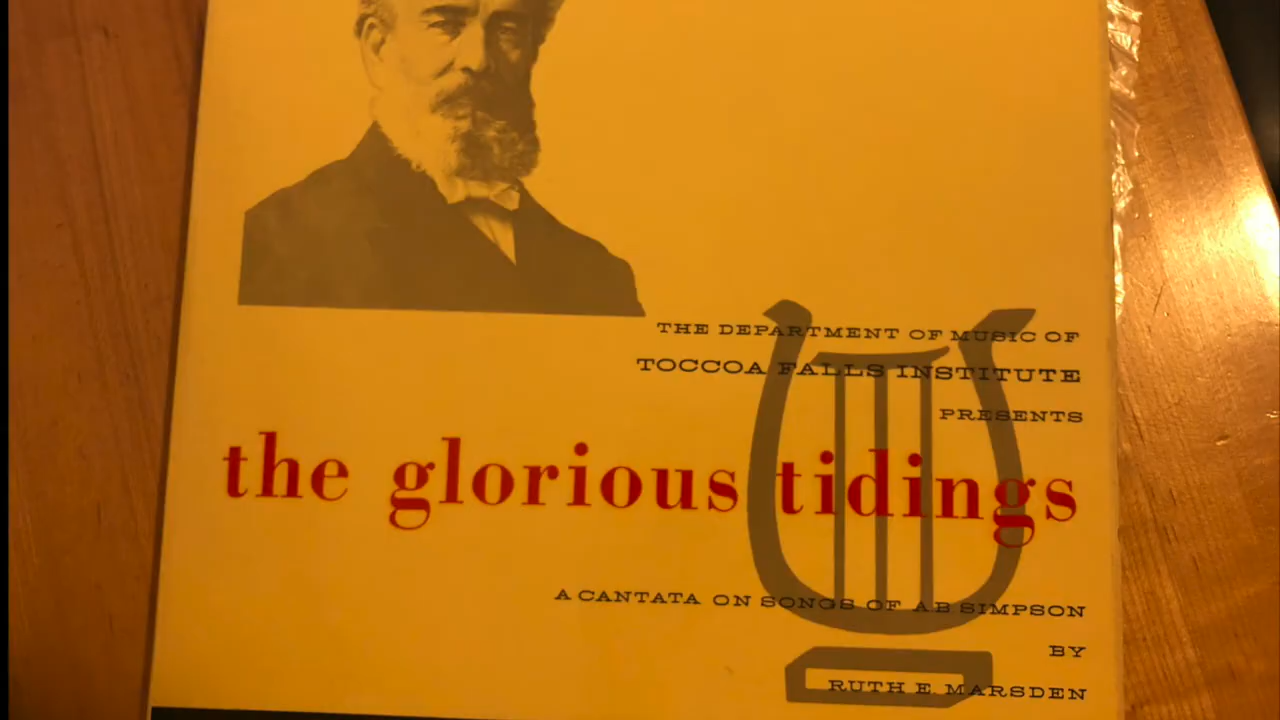 THE DEPARTMENT OF MUSIC OF
TOCCOA FALLS INSTITUTE
PRESENTS
the glorious tidings
A CANTATA ON SONGS OF AB SIMPSON
BY
RUTH E. MARSDEN